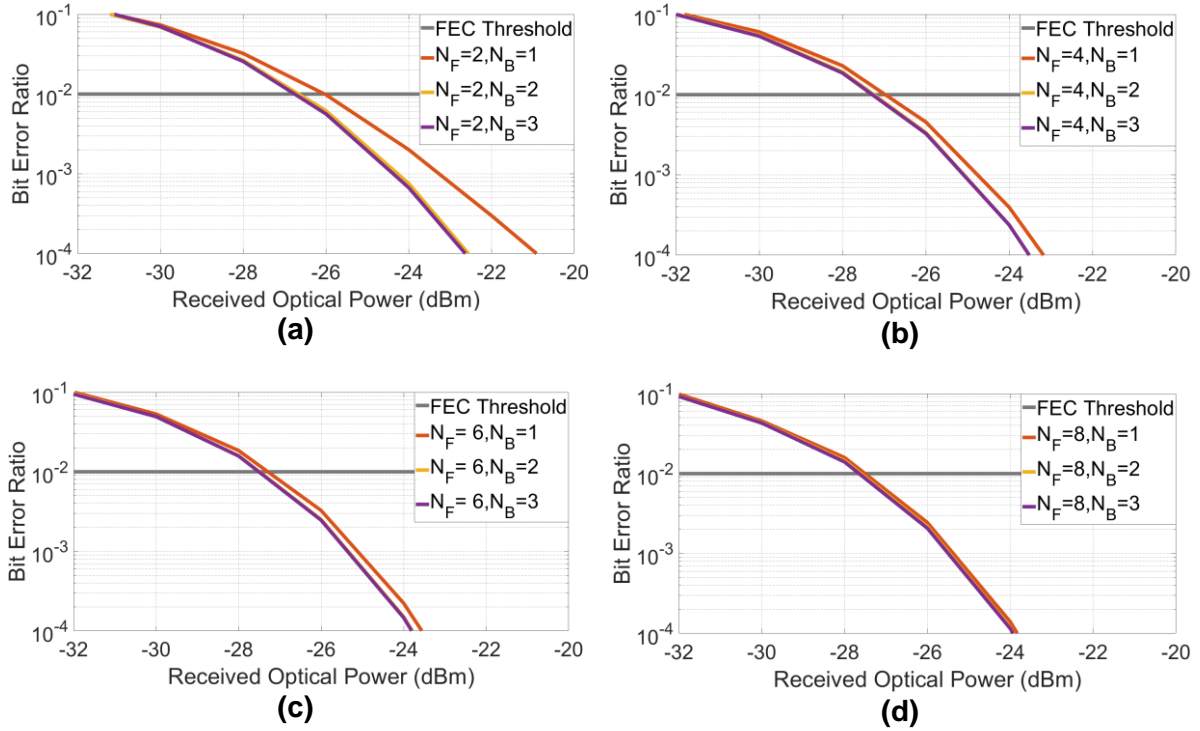 Bit Error Ratio
10^-1
10^-2
10^-3
10^-4
FEC Threshold
N_F=2,N_B=1
N_F=2,N_B=2
N_F=2,N_B=3
-32 -30 -28 -26 -24 -22 -20
Received Optical Power (dBm)
(a)
Bit Error Ratio
10^-1
10^-2
10^-3
10^-4
FEC Threshold
N_F=4,N_B=1
N_F=4,N_B=2
N_F=4,N_B=3
-32 -30 -28 -26 -24 -22 -20
Received Optical Power (dBm)
(b)
Bit Error Ratio
10^-1
10^-2
10^-3
10^-4
FEC Threshold
N_F= 6,N_B=1
N_F= 6,N_B=2
N_F= 6,N_B=3
-32 -30 -28 -26 -24 -22 -20
Received Optical Power (dBm)
(c)
Bit Error Ratio
10^-1
10^-2
10^-3
10^-4
FEC Threshold
N_F=8,N_B=1
N_F=8,N_B=2
N_F=8,N_B=3
-32 -30 -28 -26 -24 -22 -20
Received Optical Power (dBm)
(d)